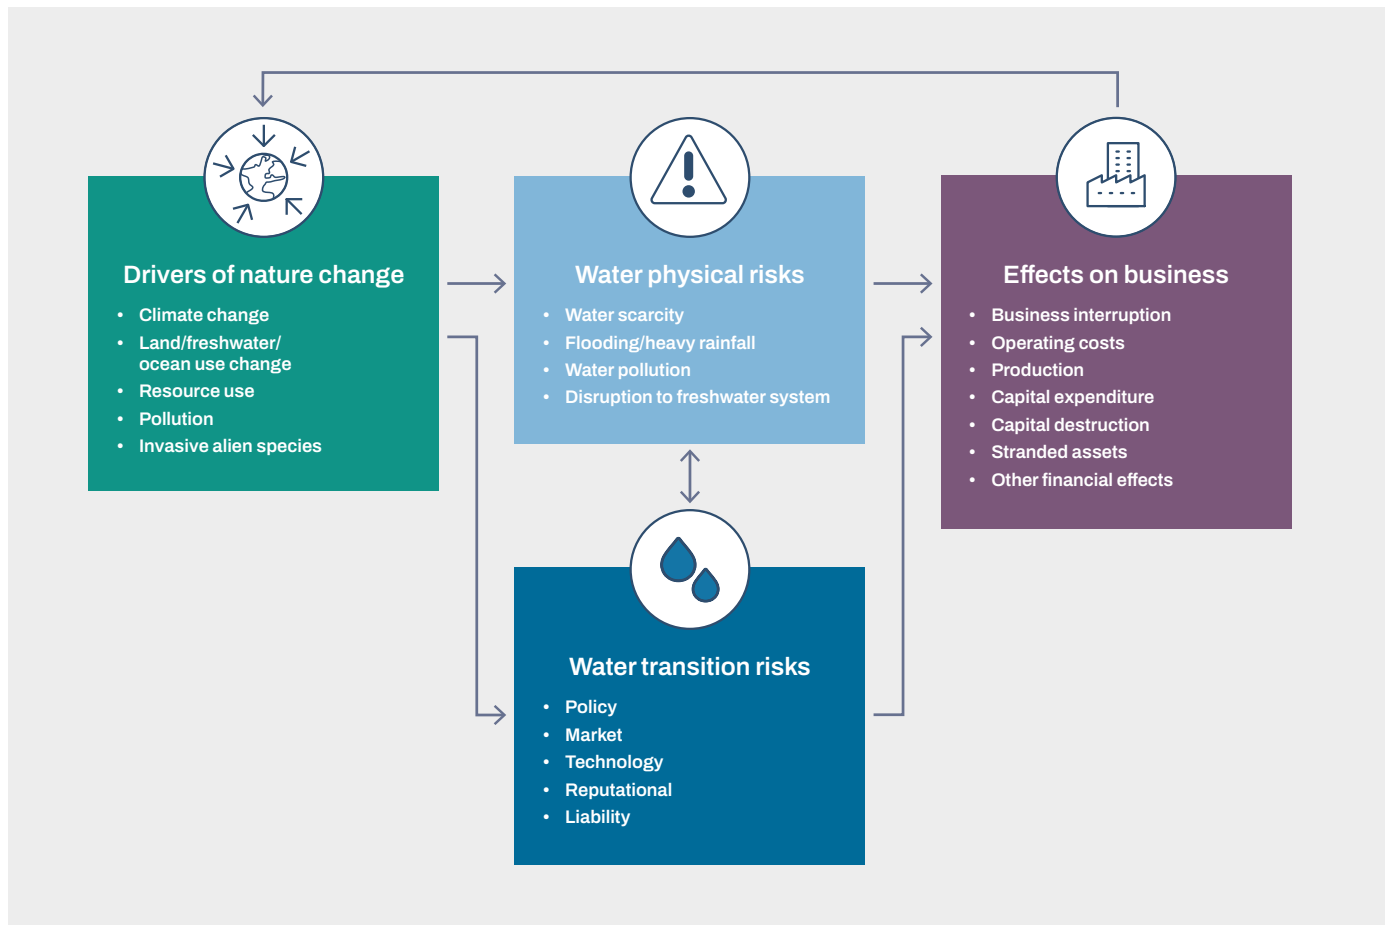 Drivers of nature change
• Climate change
• Land/freshwater/
ocean use change
• Resource use
• Pollution
• Invasive alien species
Water physical risks
• Water scarcity
• Flooding/heavy rainfall
• Water pollution
• Disruption to freshwater system
Effects on business
• Business interruption
• Operating costs
• Production
• Capital expenditure
• Capital destruction
• Stranded assets
• Other financial effects
Water transition risks
• Policy
• Market
• Technology
• Reputational
• Liability